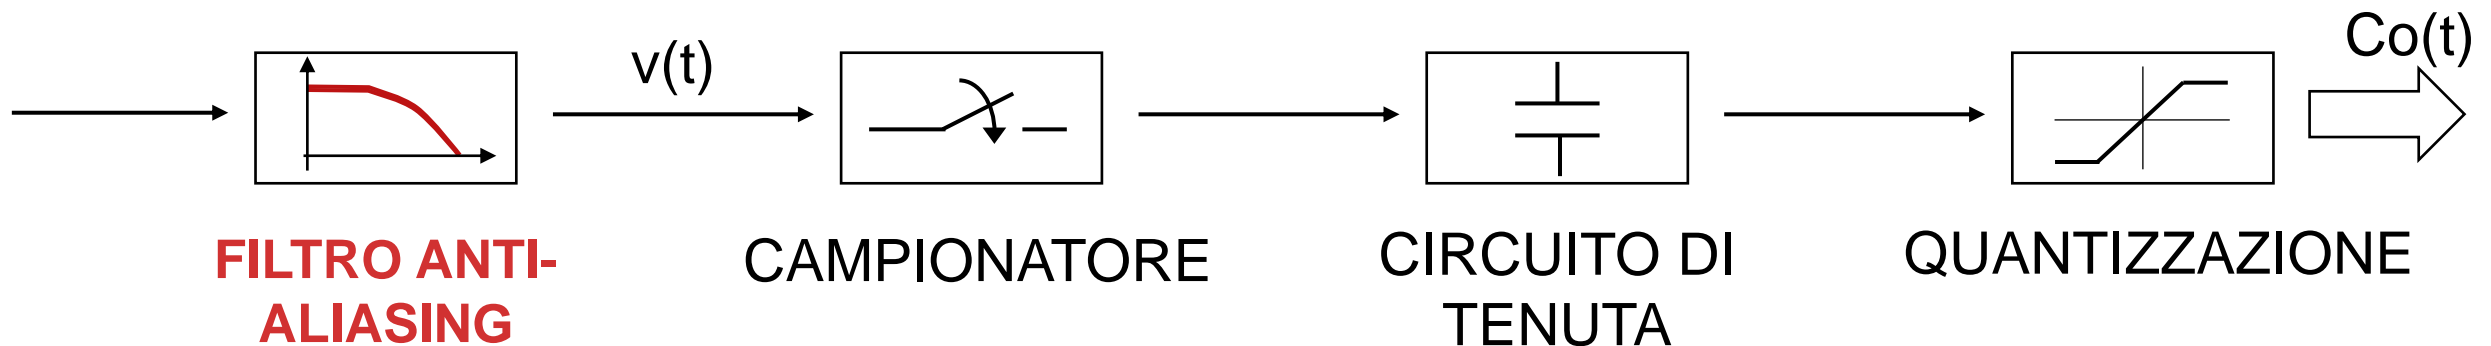 v(t)
Co(t)
FILTRO ANTI-
ALIASING
CAMPIONATORE
CIRCUITO DI
TENUTA
QUANTIZZAZIONE